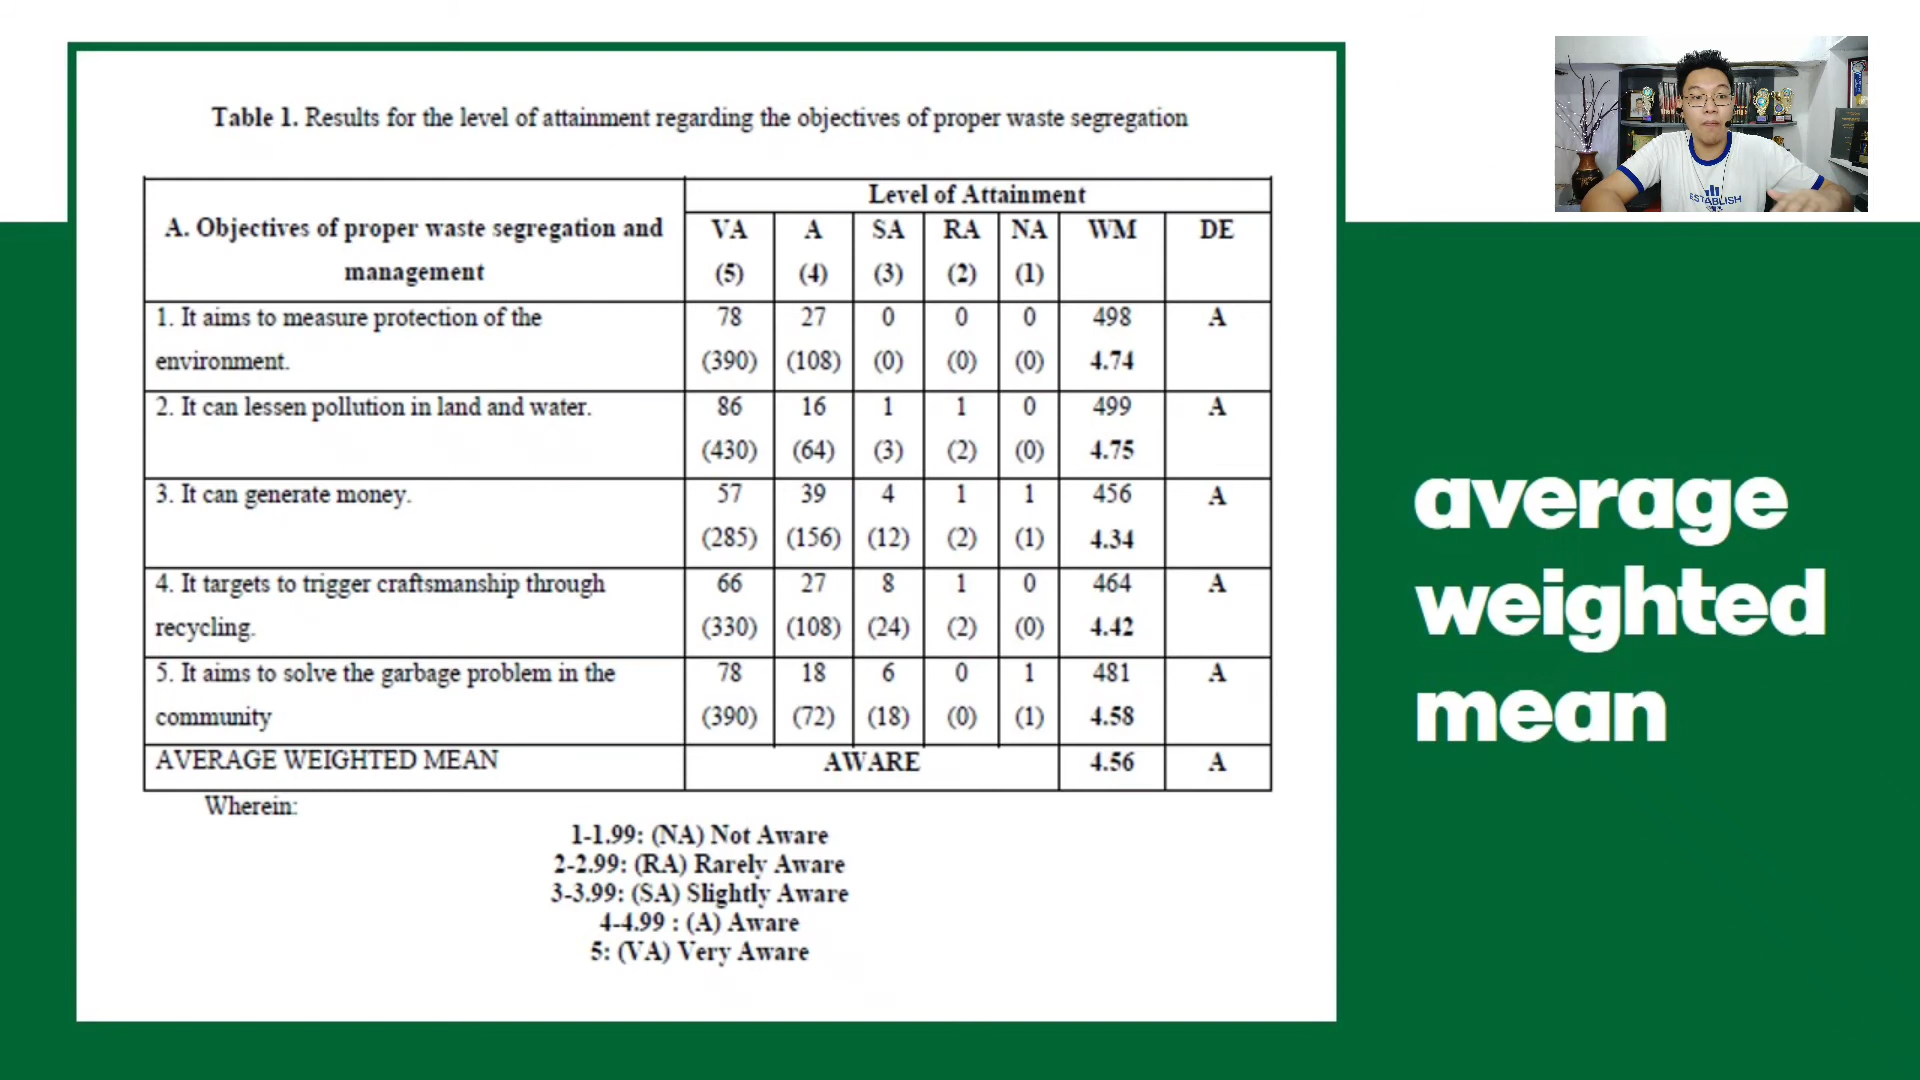 Table 1. Results for the level of attainment regarding the objectives of proper waste segregation
A. Objectives of proper waste segregation and management
Level of Attainment
VA (5) A (4) SA (3) RA (2) NA (1) WM DE
1. It aims to measure protection of the environment.
78 27 0 0 0 498 A
(390) (108) (0) (0) (0) 4.74
2. It can lessen pollution in land and water.
86 16 1 1 0 499 A
(430) (64) (3) (2) (0) 4.75
3. It can generate money.
57 39 4 1 1 456 A
(285) (156) (12) (2) (1) 4.34
4. It targets to trigger craftsmanship through recycling.
66 27 8 1 0 464 A
(330) (108) (24) (2) (0) 4.42
5. It aims to solve the garbage problem in the community
78 18 6 0 1 481 A
(390) (72) (18) (0) (1) 4.58
AVERAGE WEIGHTED MEAN AWARE 4.56 A
Wherein:
1-1.99: (NA) Not Aware
2-2.99: (RA) Rarely Aware
3-3.99: (SA) Slightly Aware
4-4.99 : (A) Aware
5: (VA) Very Aware
average
weighted
mean
ESTABLISH